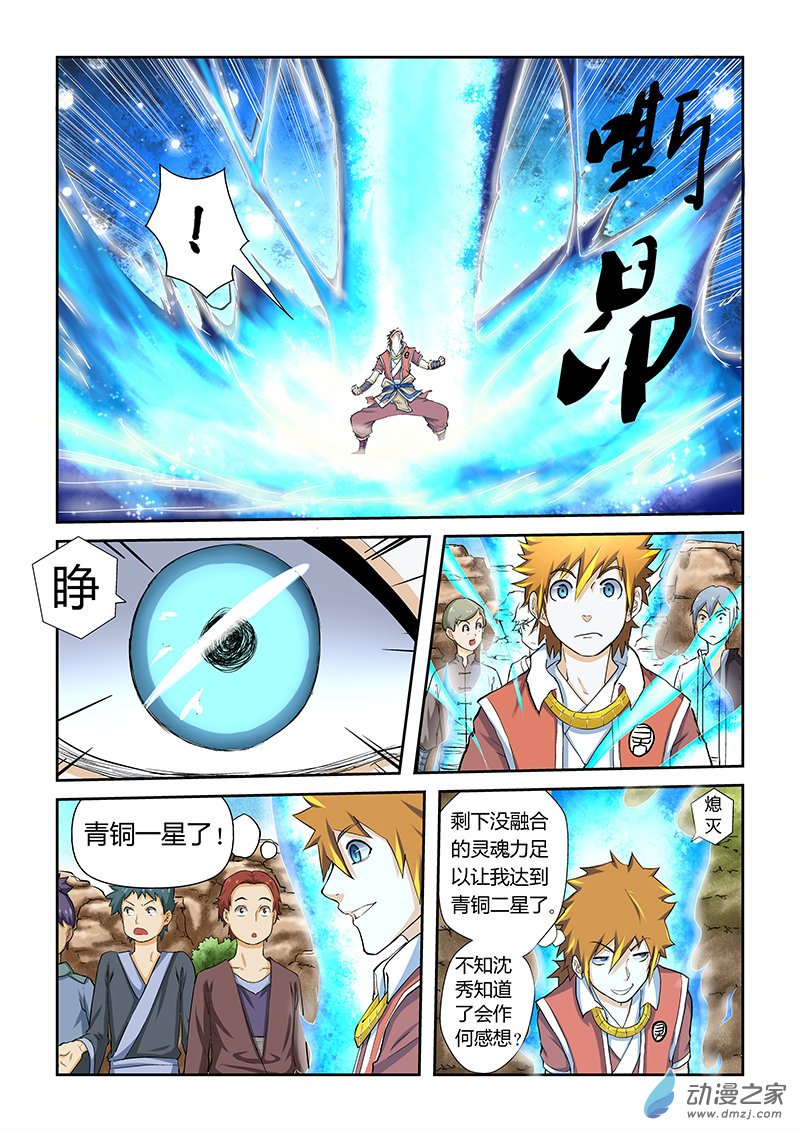 嘶
昂
！
睁
青铜一星了！
熄
灭
剩下没融合
的灵魂力足
以让我达到
青铜二星了。
不知沈
秀知道
了会作
何感想？
动漫之家
www.dmzj.com